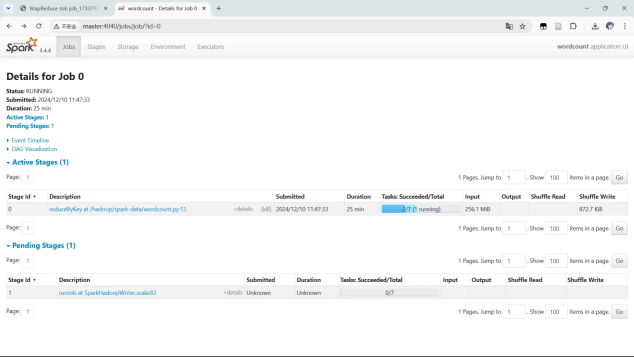 MapReduce Job job_17337
wordcount - Details for Job 0
不安全
master:4040/jobs/job/?id=0
Spark 3.4.4
Jobs
Stages
Storage
Environment
Executors
wordcount application UI
Details for Job 0
Status: RUNNING
Submitted: 2024/12/10 11:47:33
Duration: 25 min
Active Stages: 1
Pending Stages: 1
Event Timeline
DAG Visualization
Active Stages (1)
Page: 1
1 Pages. Jump to 1 . Show 100 items in a page. Go
Stage Id Description Submitted Duration Tasks: Succeeded/Total Input Output Shuffle Read Shuffle Write
0 reduceByKey at /hadoop/spark-data/wordcount.py:13 +details (kill) 2024/12/10 11:47:33 25 min 2/7 (1 running) 256.1 MiB 872.7 KiB
Page: 1
1 Pages. Jump to 1 . Show 100 items in a page. Go
Pending Stages (1)
Page: 1
1 Pages. Jump to 1 . Show 100 items in a page. Go
Stage Id Description Submitted Duration Tasks: Succeeded/Total Input Output Shuffle Read Shuffle Write
1 runJob at SparkHadoopWriter.scala:83 +details Unknown Unknown 0/7
Page: 1
1 Pages. Jump to 1 . Show 100 items in a page. Go